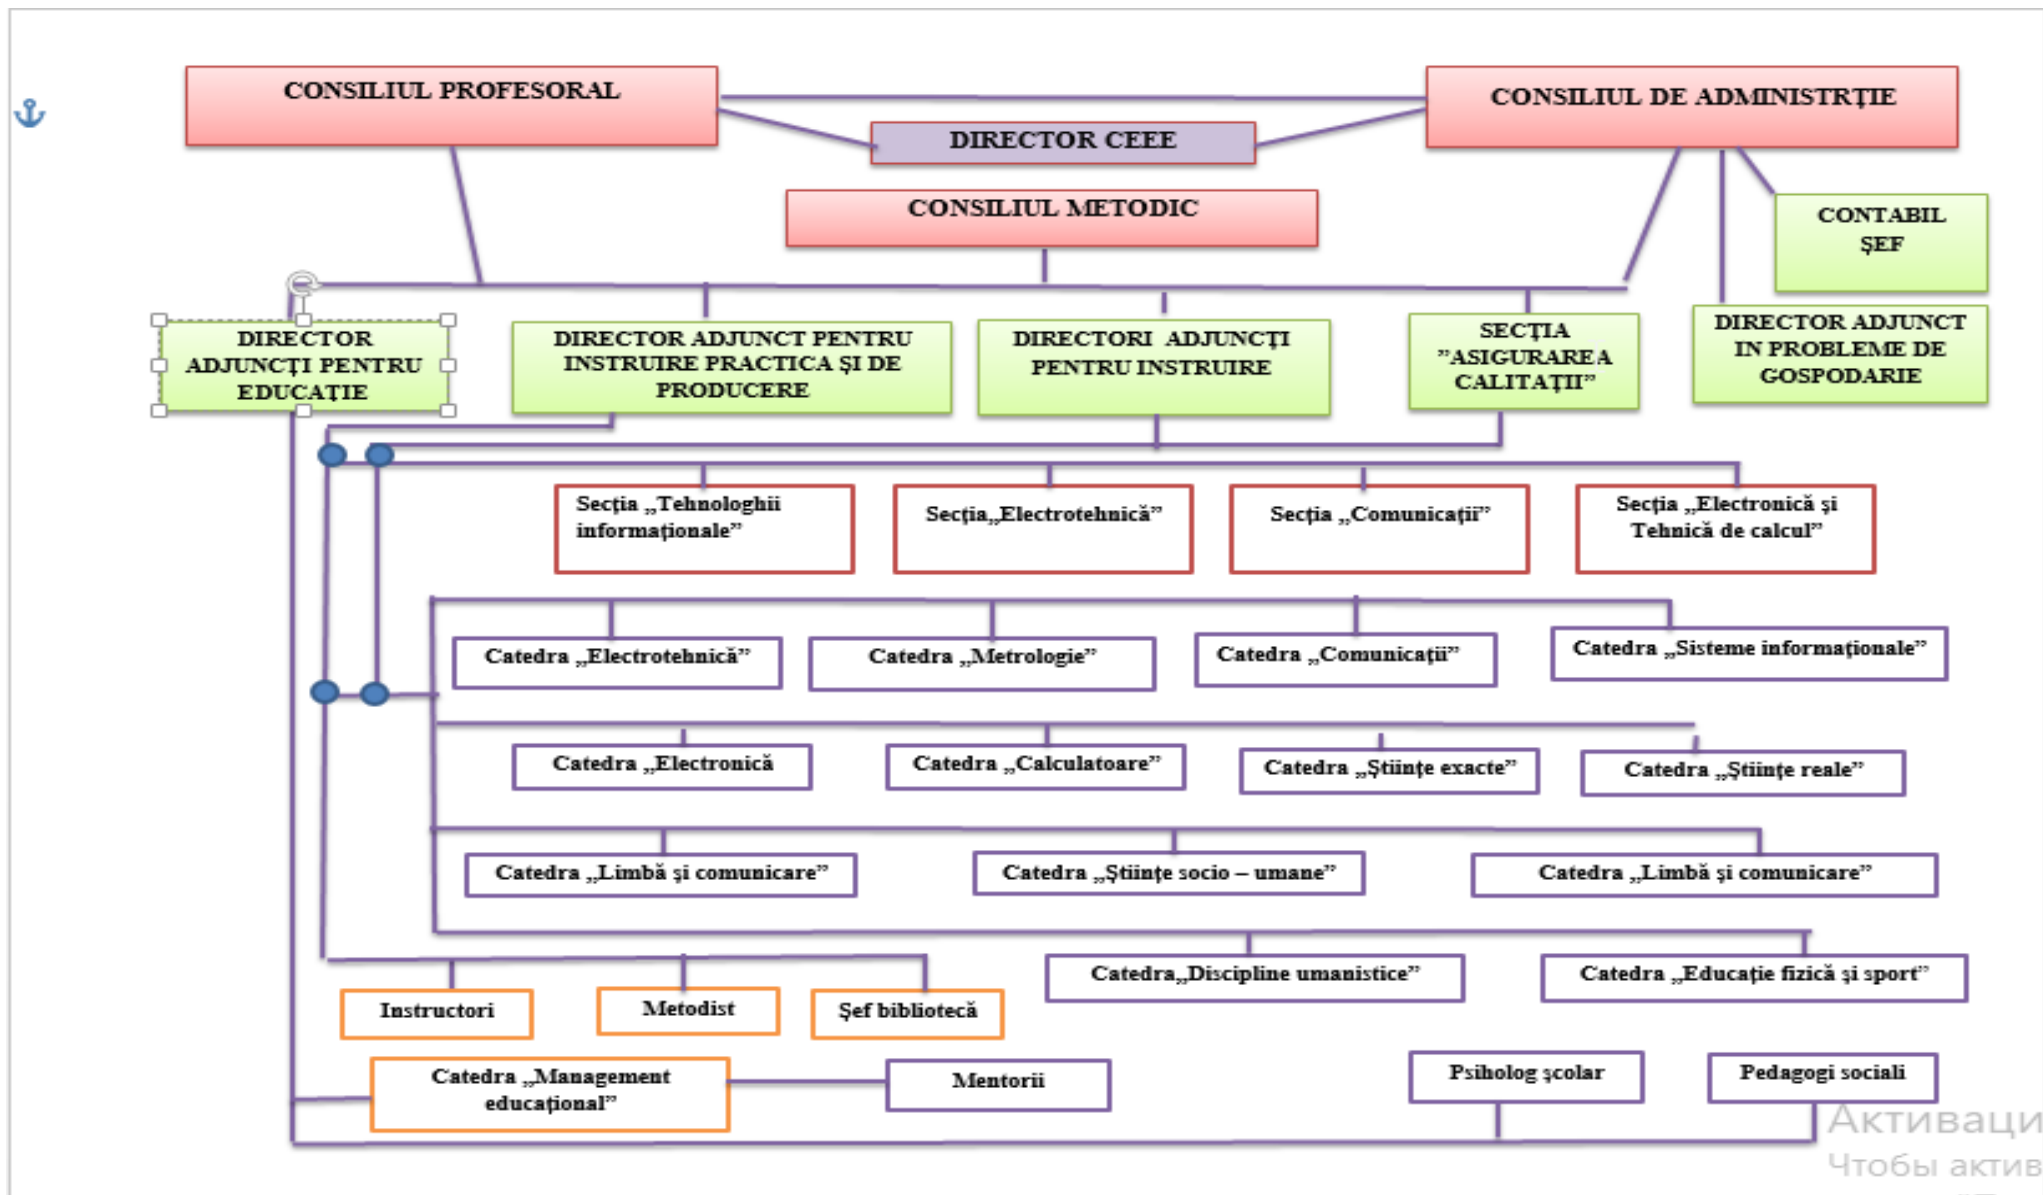 CONSILIUL PROFESORAL
CONSILIUL DE ADMINISTRŢIE
DIRECTOR CEEE
CONSILIUL METODIC
CONTABIL
ŞEF
DIRECTOR
ADJUNCŢI PENTRU
EDUCAŢIE
DIRECTOR ADJUNCT PENTRU
INSTRUIRE PRACTICA ŞI DE
PRODUCERE
DIRECTORI ADJUNCŢI
PENTRU INSTRUIRE
SECŢIA
”ASIGURAREA
CALITAŢII”
DIRECTOR ADJUNCT
IN PROBLEME DE
GOSPODARIE
Secţia „Tehnologhii
informaţionale”
Secţia„Electrotehnică”
Secţia „Comunicaţii”
Secţia „Electronică şi
Tehnică de calcul”
Catedra „Electrotehnică”
Catedra „Metrologie”
Catedra „Comunicaţii”
Catedra „Sisteme informaţionale”
Catedra „Electronică
Catedra „Calculatoare”
Catedra „Ştiinţe exacte”
Catedra „Ştiinţe reale”
Catedra „Limbă şi comunicare”
Catedra „Ştiinţe socio – umane”
Catedra „Limbă şi comunicare”
Catedra„Discipline umanistice”
Catedra „Educaţie fizică şi sport”
Instructori
Metodist
Şef bibliotecă
Catedra „Management
educaţional”
Mentorii
Psiholog şcolar
Pedagogi sociali
Активаци
Чтобы актив